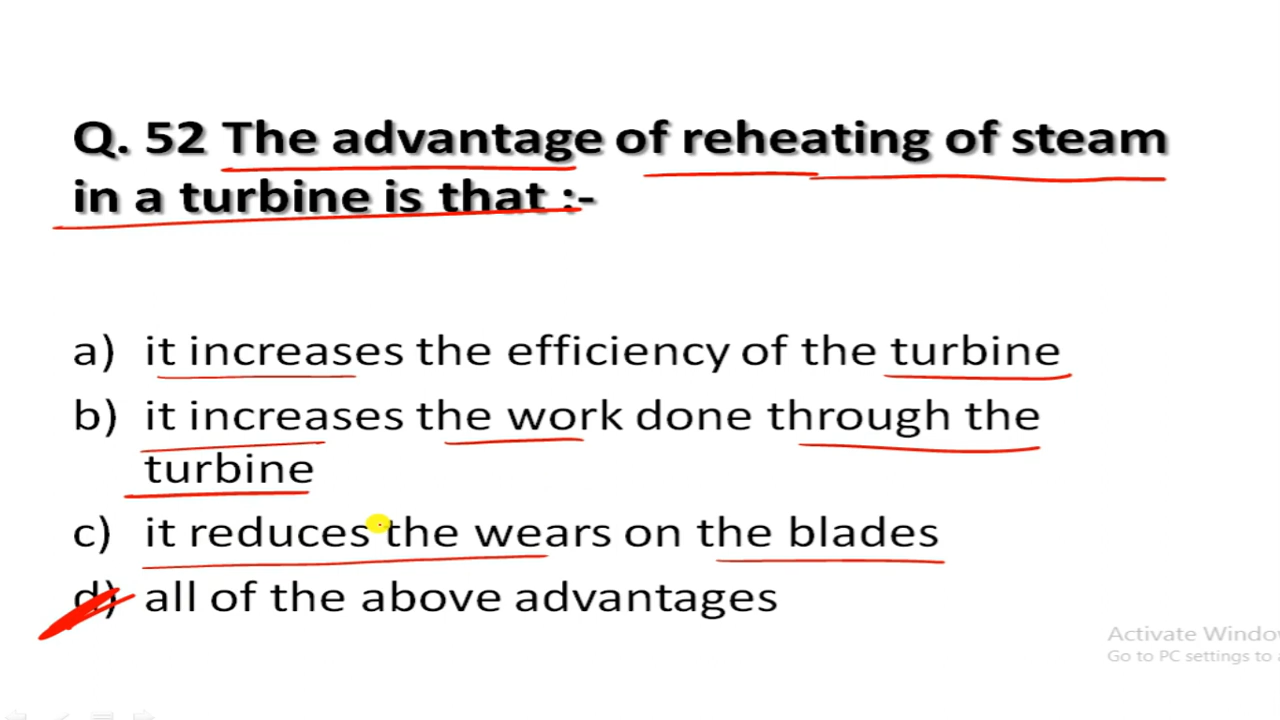 Q. 52 The advantage of reheating of steam
in a turbine is that :-
a) it increases the efficiency of the turbine
b) it increases the work done through the
turbine
c) it reduces the wears on the blades
d) all of the above advantages
Activate Windo
Go to PC settings to a